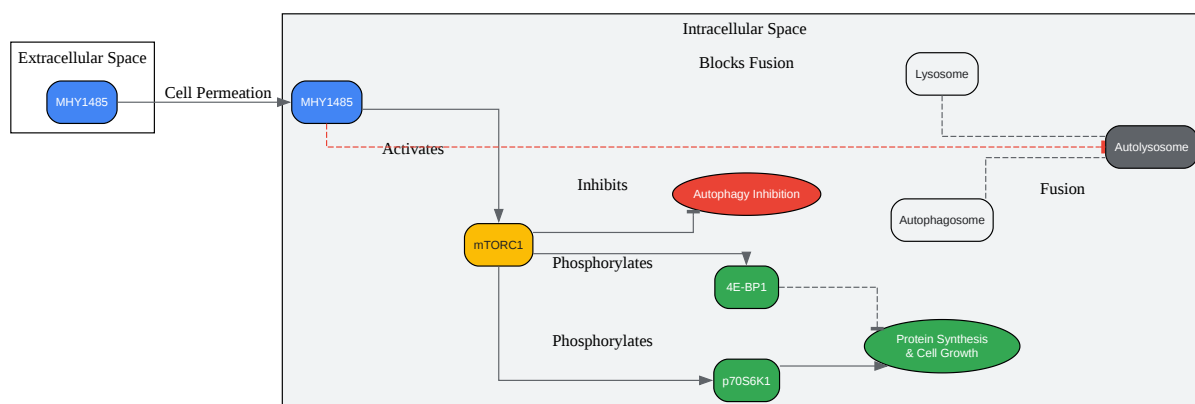 Intracellular Space
Blocks Fusion
Extracellular Space
MHY1485
Cell Permeation
MHY1485
Lysosome
Activates
Autolysosome
Inhibits
Autophagy Inhibition
Fusion
Autophagosome
mTORC1
Phosphorylates
4E-BP1
Phosphorylates
Protein Synthesis
& Cell Growth
p70S6K1